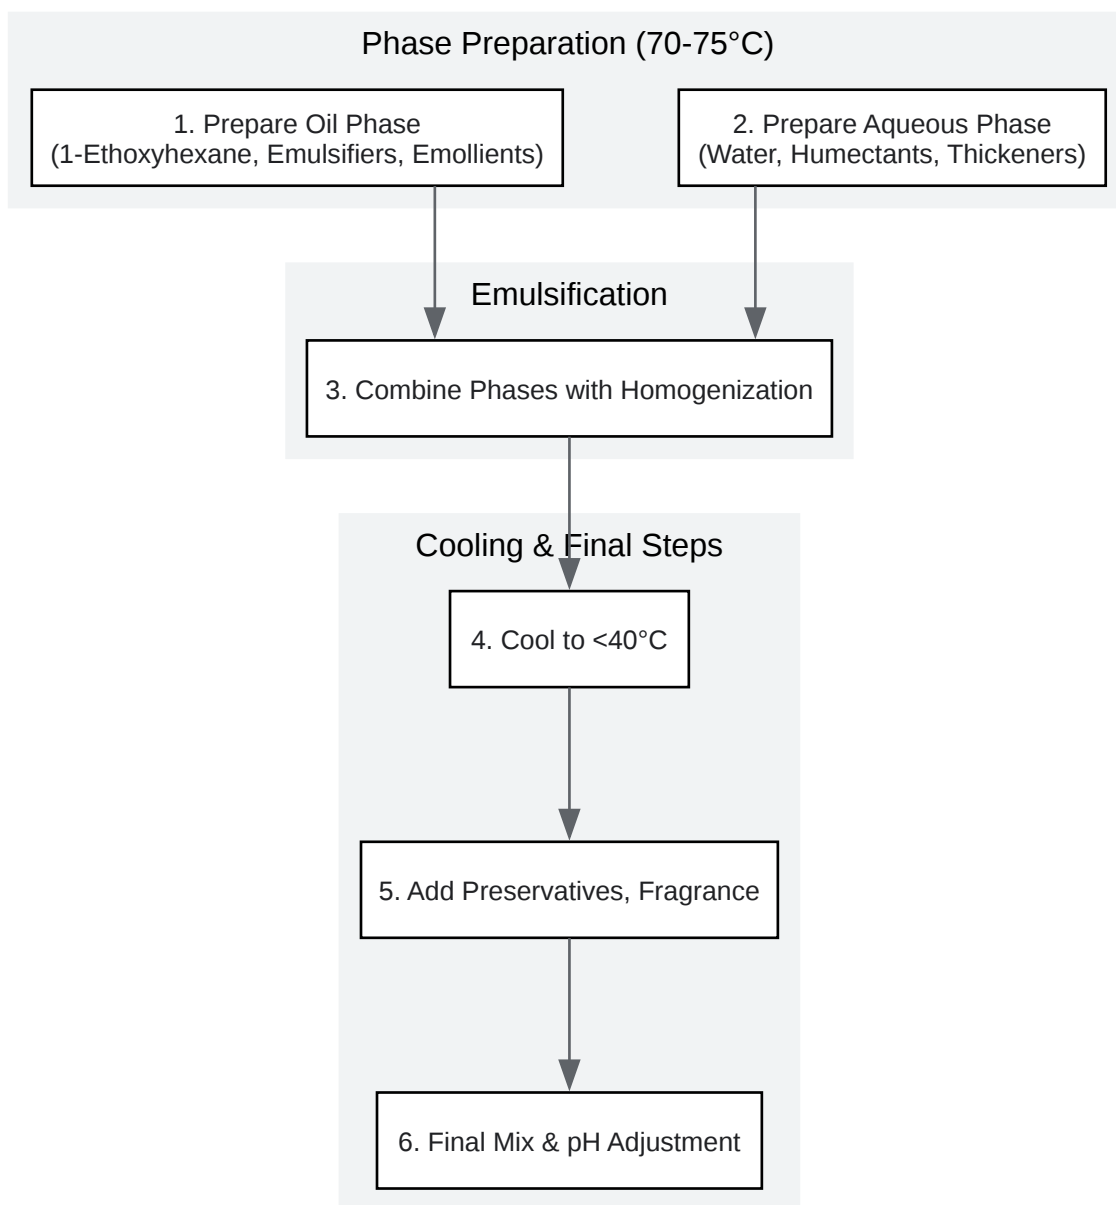 Phase Preparation (70-75°C)
1. Prepare Oil Phase
(1-Ethoxyhexane, Emulsifiers, Emollients)
2. Prepare Aqueous Phase
(Water, Humectants, Thickeners)
Emulsification
3. Combine Phases with Homogenization
Cooling & Final Steps
4. Cool to <40°C
5. Add Preservatives, Fragrance
6. Final Mix & pH Adjustment